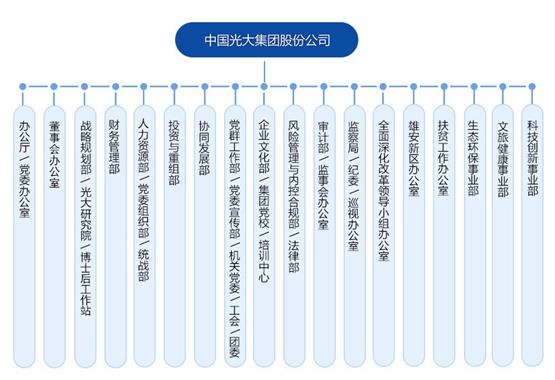 中国光大集团股份公司
办公厅/党委办公室
董事会办公室
战略规划部/光大研究院/博士后工作站
财务管理部
人力资源部/党委组织部/统战部
投资与重组部
协同发展部
党群工作部/党委宣传部/机关党委/工会/团委
企业文化部/集团党校/培训中心
风险管理与内控合规部/法律部
审计部/监事会办公室
监察局/纪委/巡视办公室
全面深化改革领导小组办公室
雄安新区办公室
扶贫工作办公室
生态环保事业部
文旅健康事业部
科技创新事业部